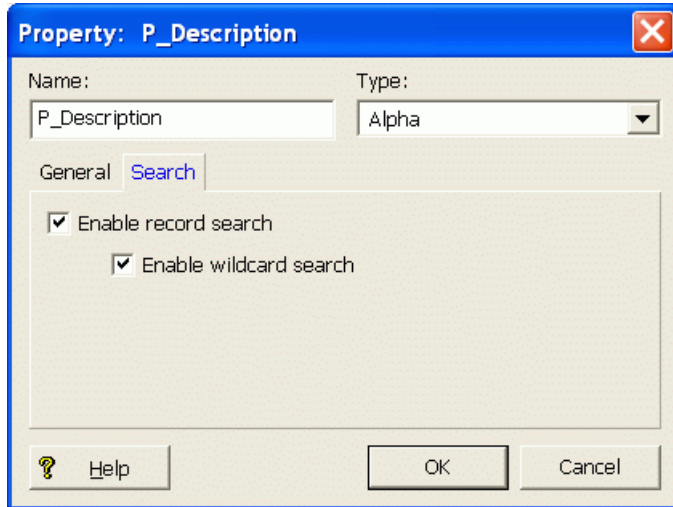 Property: P_Description
Name: Type:
P_Description Alpha
General Search
Enable record search
Enable wildcard search
? Help OK Cancel